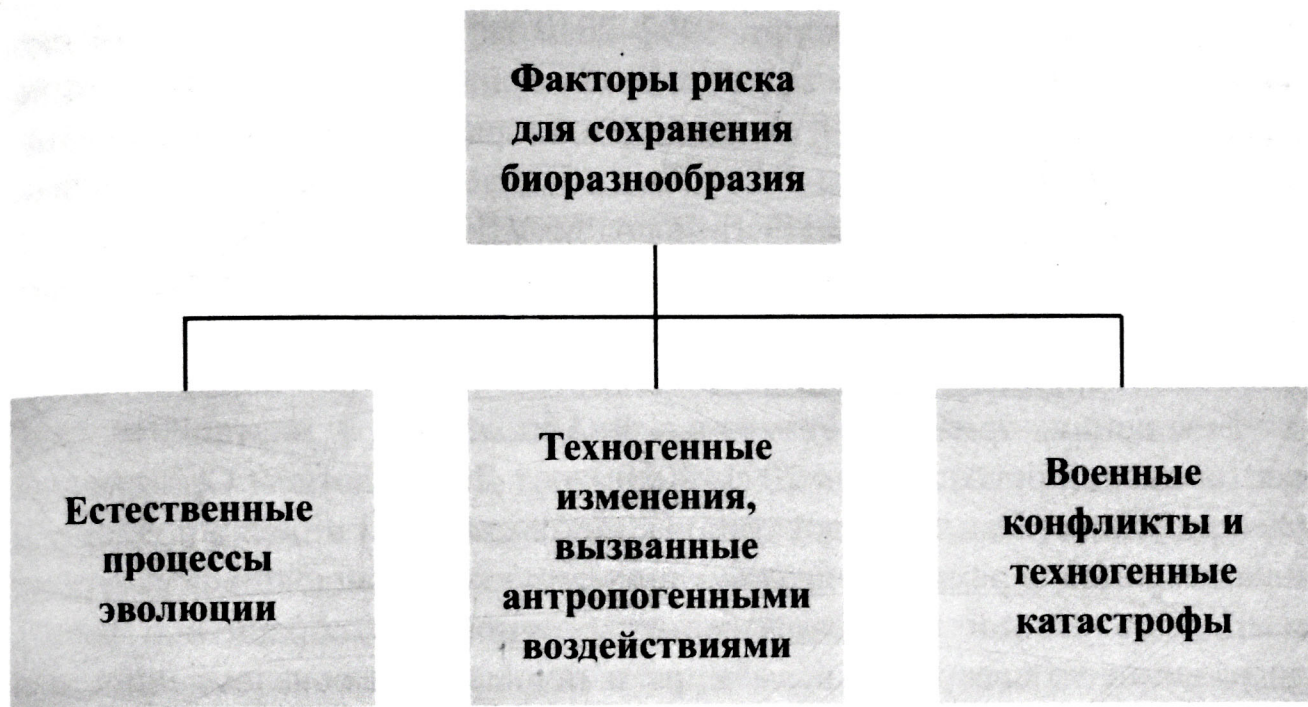 Факторы риска
для сохранения
биоразнообразия
Естественные
процессы
эволюции
Техногенные
изменения,
вызванные
антропогенными
воздействиями
Военные
конфликты и
техногенные
катастрофы